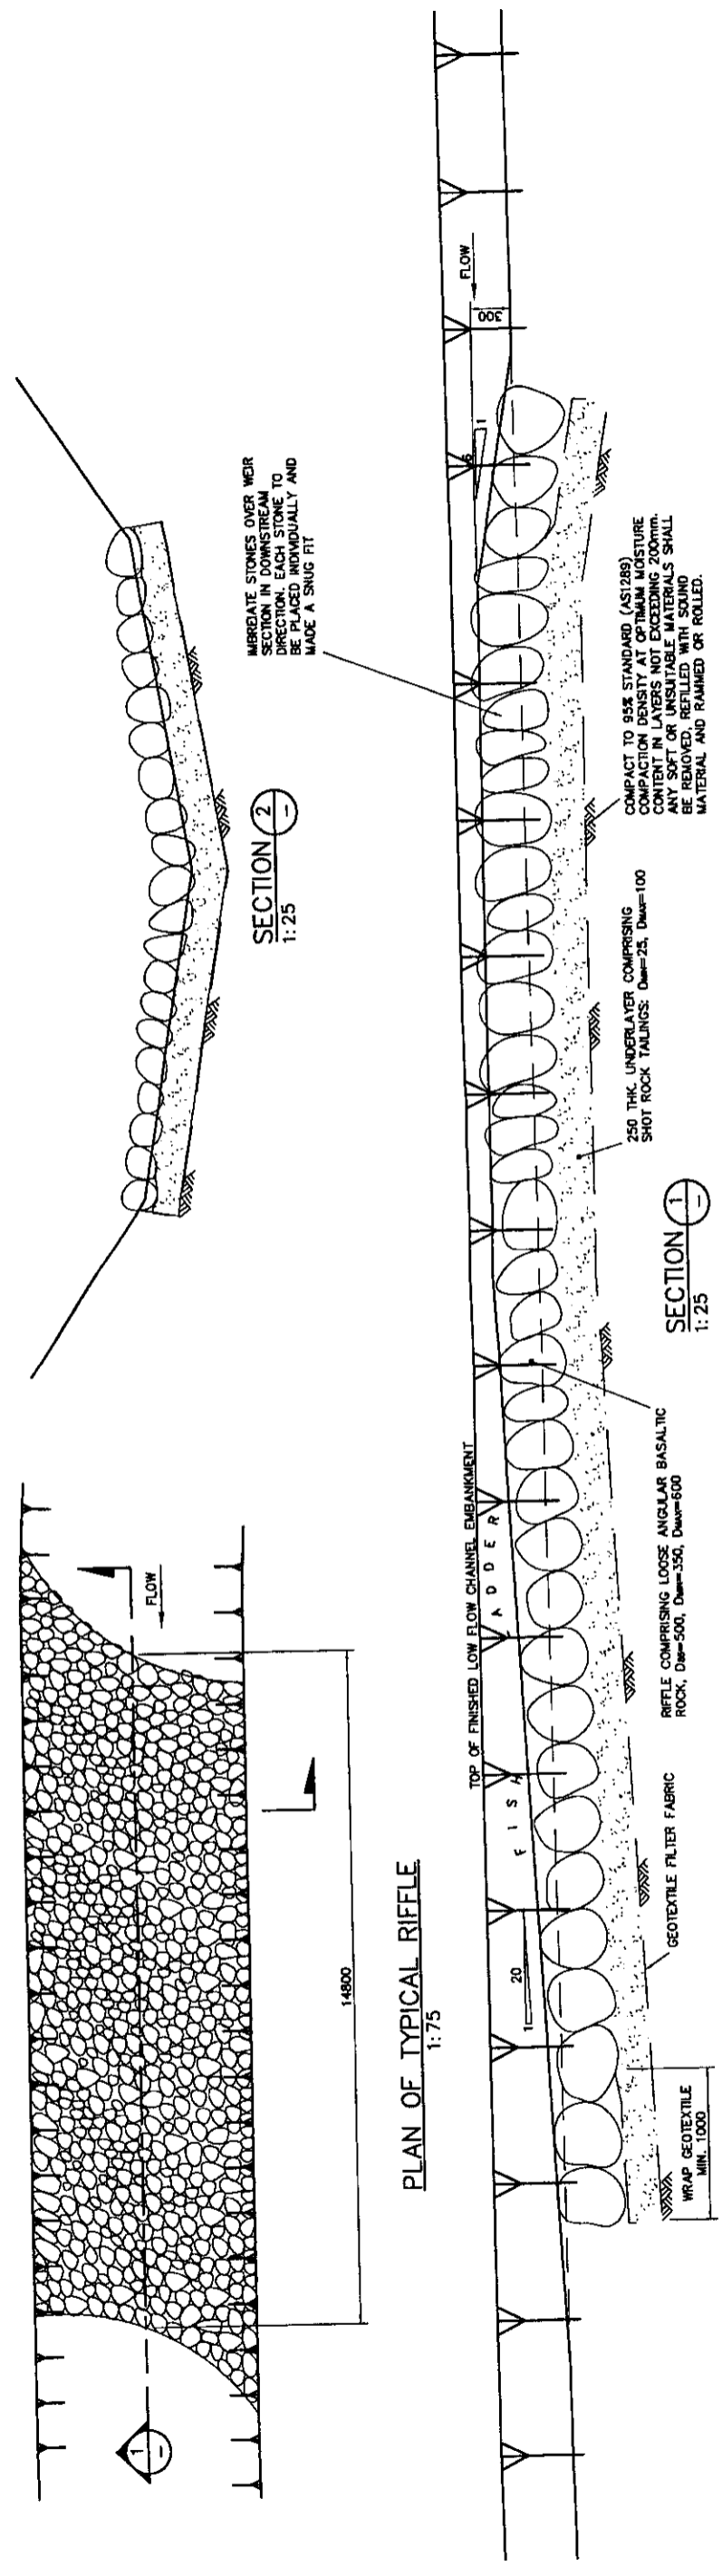 IMBREIATE STONES OVER WEIR
SECTION IN DOWNSTREAM
DIRECTION. EACH STONE TO
BE PLACED INDIVIDUALLY AND
MADE A SNUG FIT
SECTION 2
–
1:25
FLOW
14800
1
–
PLAN OF TYPICAL RIFFLE
1:75
FLOW
300
6
1
TOP OF FINISHED LOW FLOW CHANNEL EMBANKMENT
FISH LADDER
20
1
COMPACT TO 95% STANDARD (AS1289)
COMPACTION DENSITY AT OPTIMUM MOISTURE
CONTENT IN LAYERS NOT EXCEEDING 200mm.
ANY SOFT OR UNSUITABLE MATERIALS SHALL
BE REMOVED, REFILLED WITH SOUND
MATERIAL AND RAMMED OR ROLLED.
250 THK. UNDERLAYER COMPRISING
SHOT ROCK TAILINGS: DMIN=25, DMAX=100
SECTION 1
–
1:25
RIFFLE COMPRISING LOOSE ANGULAR BASALTIC
ROCK, D=500, DMIN=350, DMAX=600
GEOTEXTILE FILTER FABRIC
WRAP GEOTEXTILE
MIN. 1000